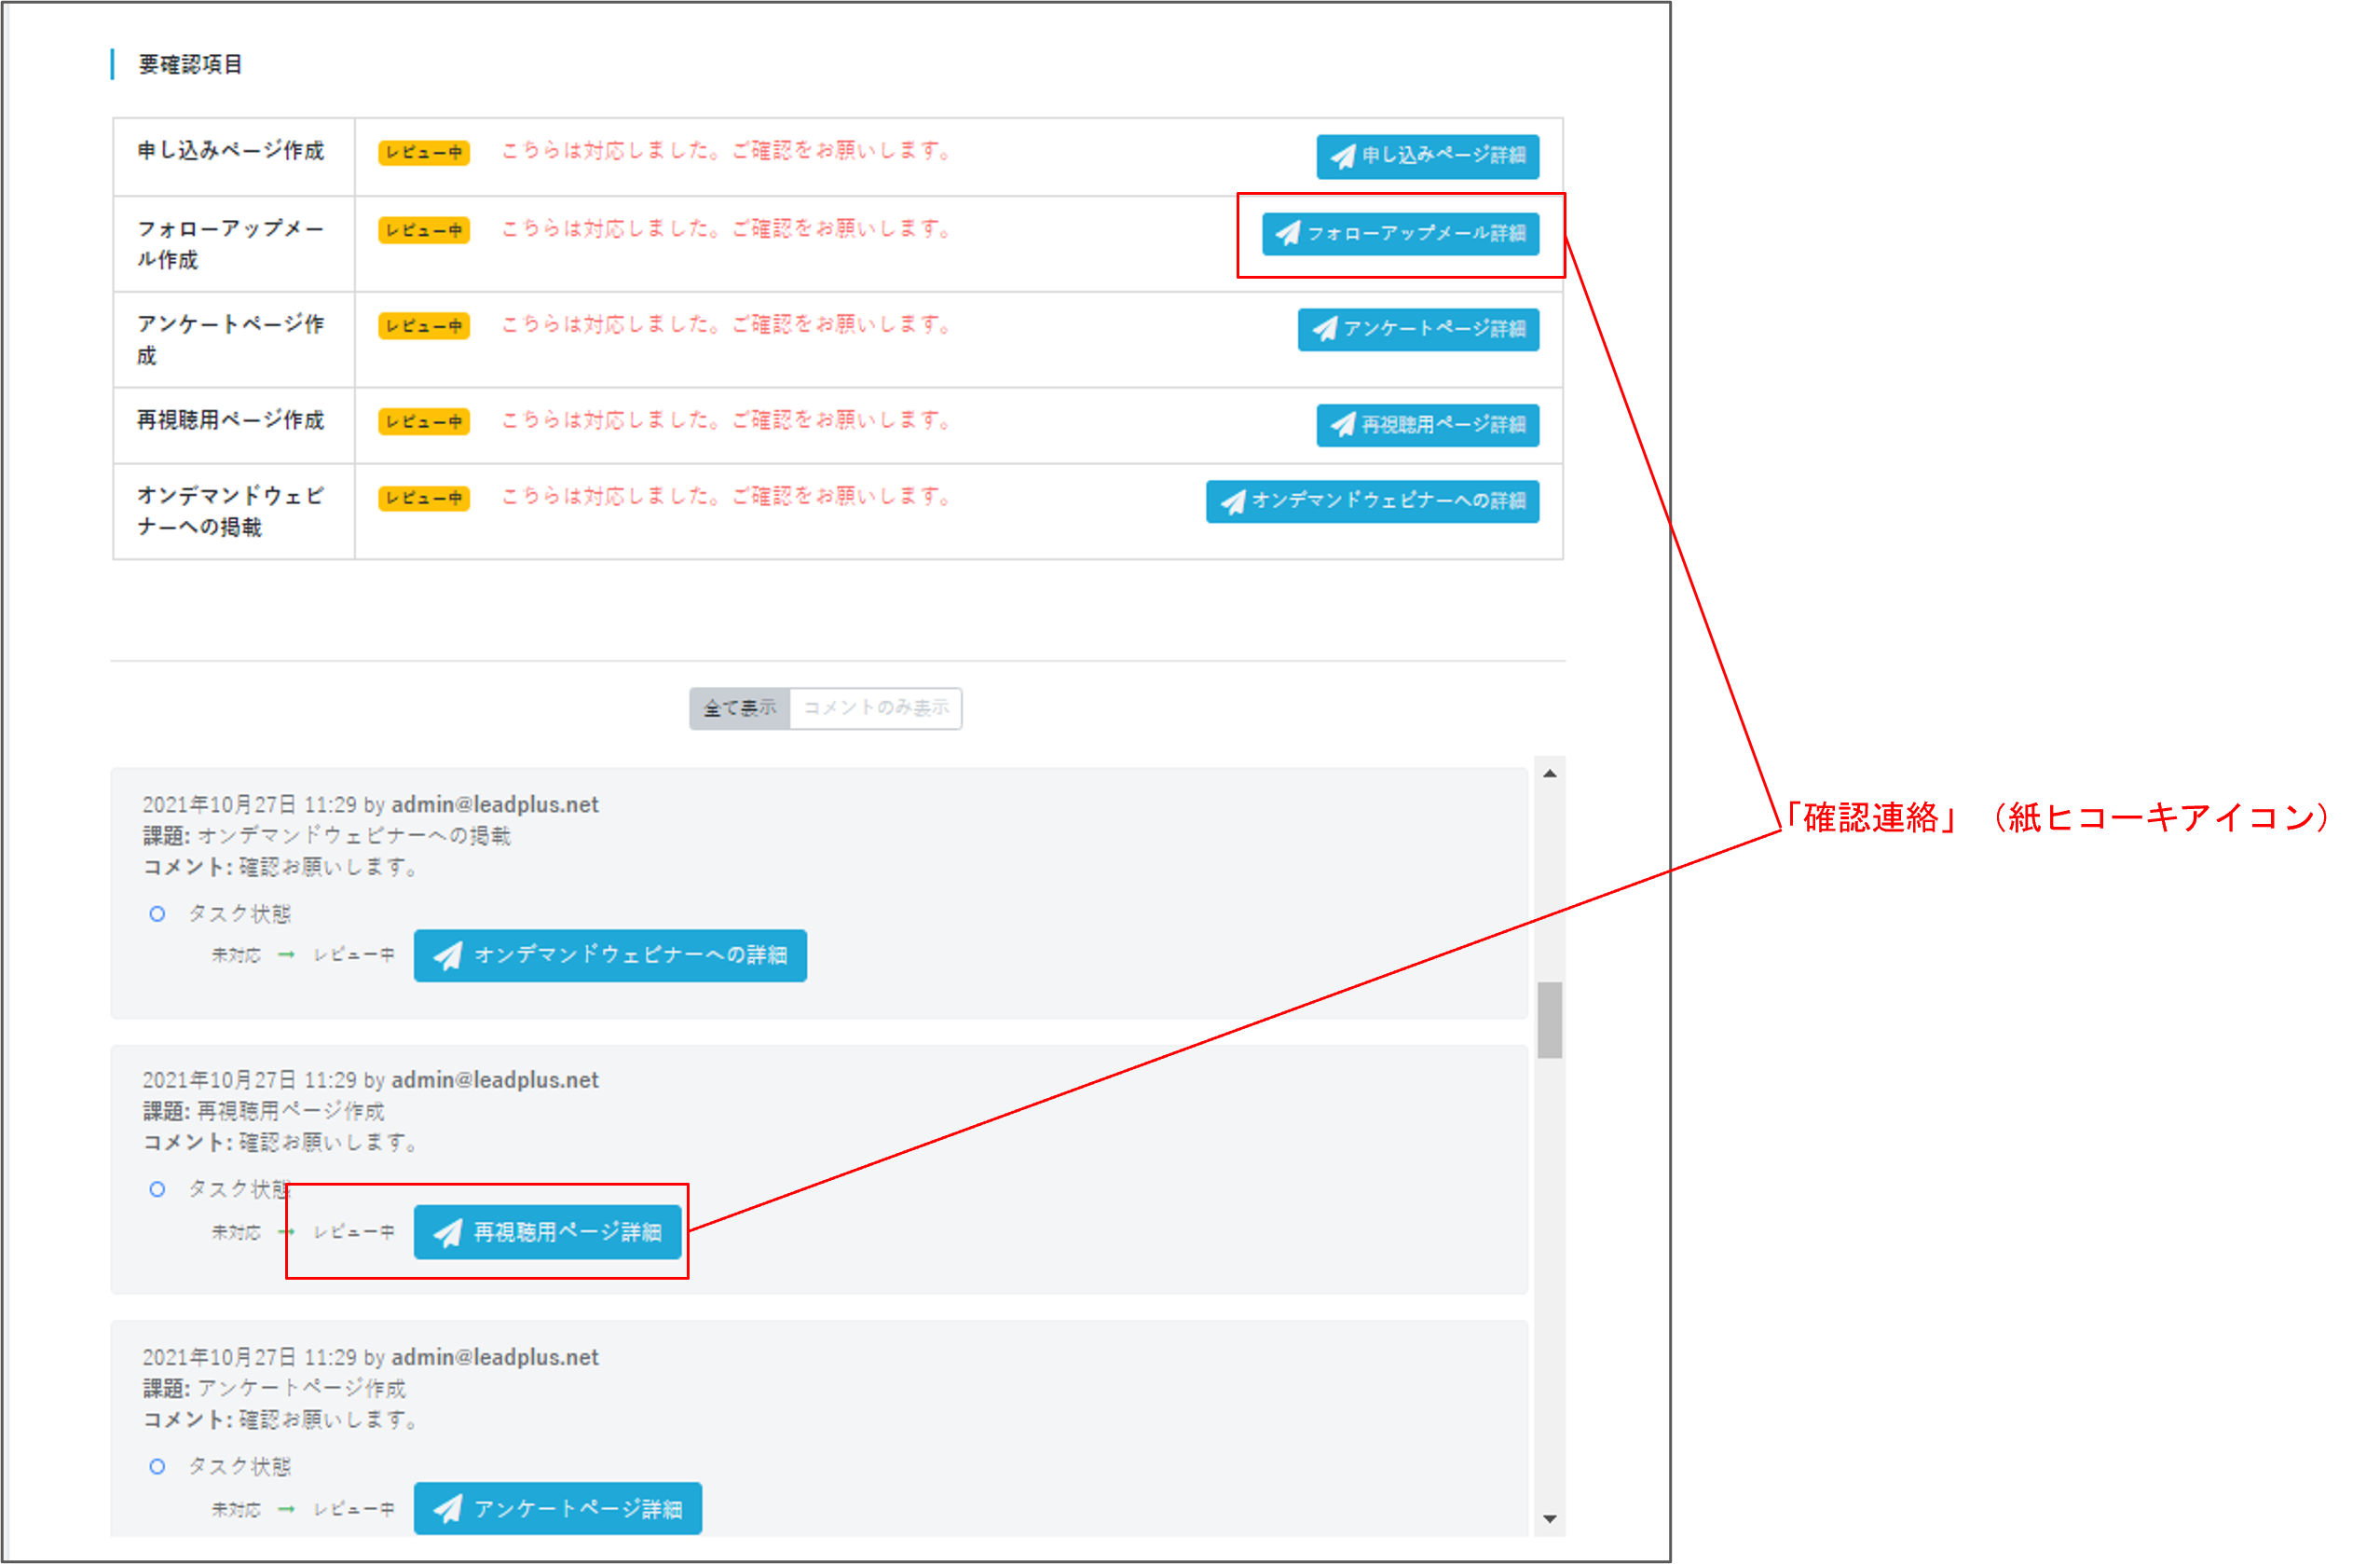 要確認項目
申し込みページ作成 レビュー中 こちらは対応しました。ご確認をお願いします。 申し込みページ詳細
フォローアップメー
ル作成 レビュー中 こちらは対応しました。ご確認をお願いします。 フォローアップメール詳細
アンケートページ作
成 レビュー中 こちらは対応しました。ご確認をお願いします。 アンケートページ詳細
再視聴用ページ作成 レビュー中 こちらは対応しました。ご確認をお願いします。 再視聴用ページ詳細
オンデマンドウェビ
ナーへの掲載 レビュー中 こちらは対応しました。ご確認をお願いします。 オンデマンドウェビナーへの詳細
全て表示 コメントのみ表示
2021年10月27日 11:29 by admin@leadplus.net
課題: オンデマンドウェビナーへの掲載
コメント: 確認お願いします。
タスク状態
未対応 → レビュー中 オンデマンドウェビナーへの詳細
2021年10月27日 11:29 by admin@leadplus.net
課題: 再視聴用ページ作成
コメント: 確認お願いします。
タスク状態
未対応 → レビュー中 再視聴用ページ詳細
2021年10月27日 11:29 by admin@leadplus.net
課題: アンケートページ作成
コメント: 確認お願いします。
タスク状態
未対応 → レビュー中 アンケートページ詳細
「確認連絡」（紙ヒコーキアイコン）